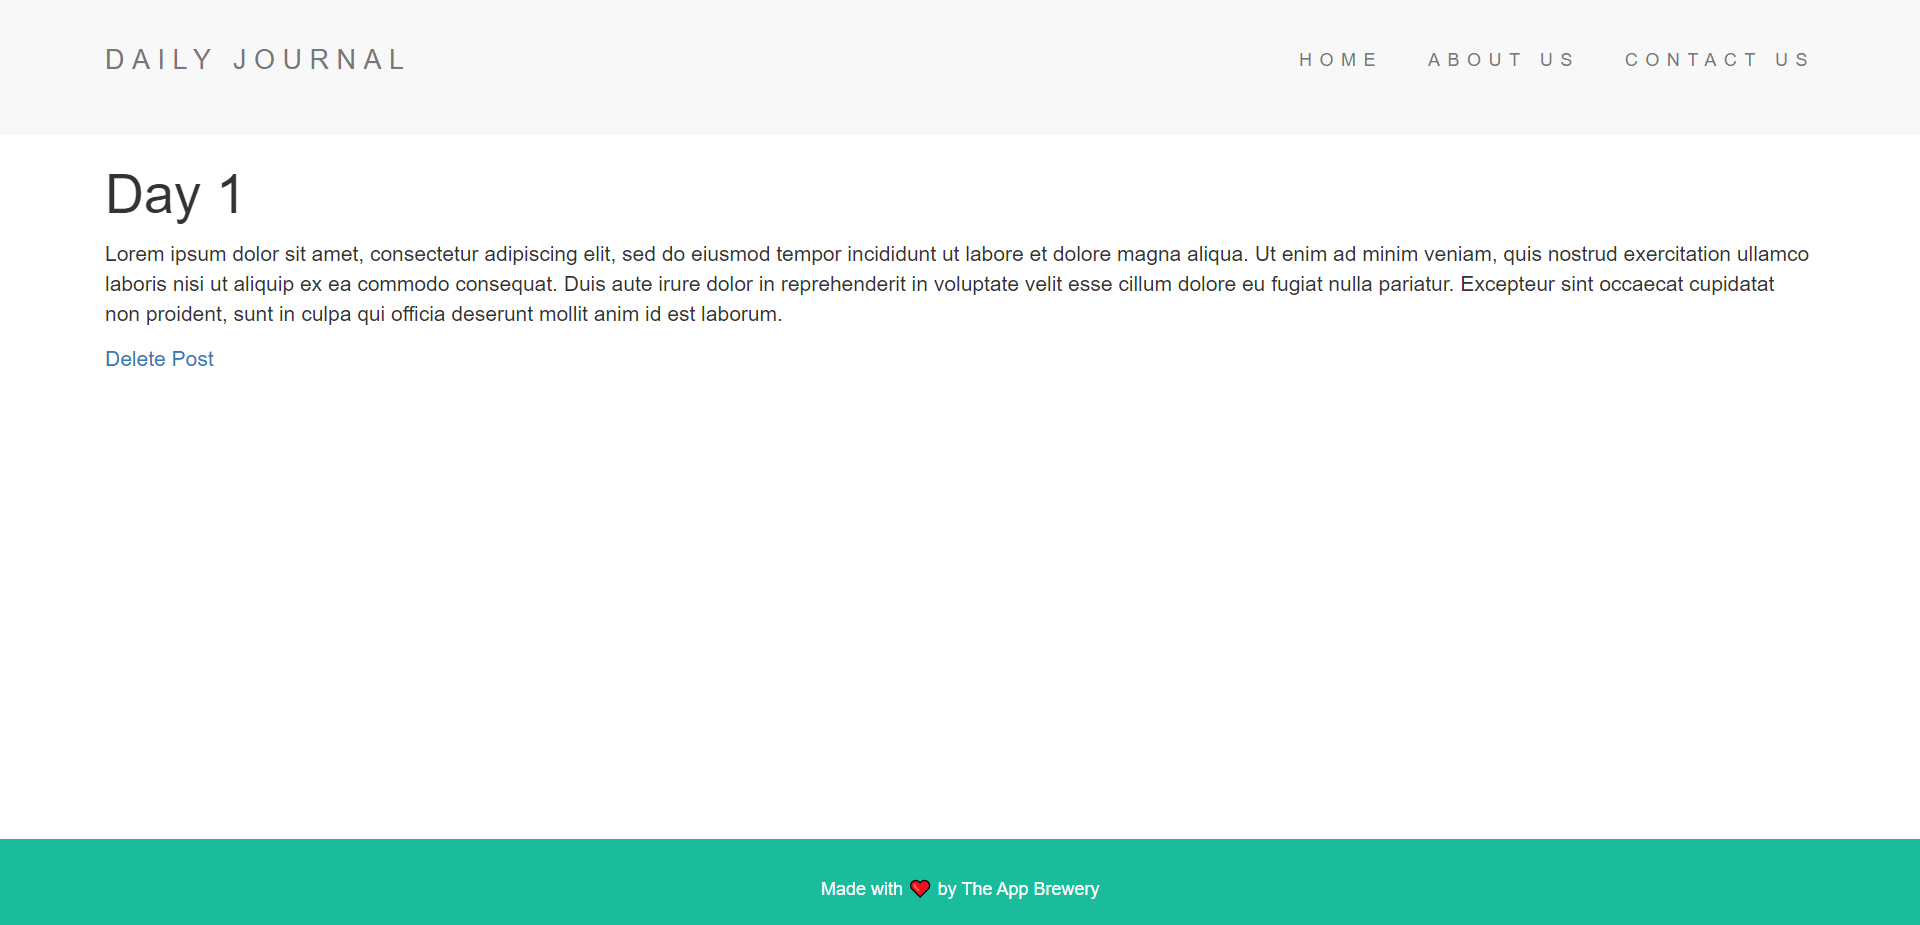 DAILY JOURNAL
HOME ABOUT US CONTACT US
Day 1
Lorem ipsum dolor sit amet, consectetur adipiscing elit, sed do eiusmod tempor incididunt ut labore et dolore magna aliqua. Ut enim ad minim veniam, quis nostrud exercitation ullamco
laboris nisi ut aliquip ex ea commodo consequat. Duis aute irure dolor in reprehenderit in voluptate velit esse cillum dolore eu fugiat nulla pariatur. Excepteur sint occaecat cupidatat
non proident, sunt in culpa qui officia deserunt mollit anim id est laborum.
Delete Post
Made with ❤ by The App Brewery